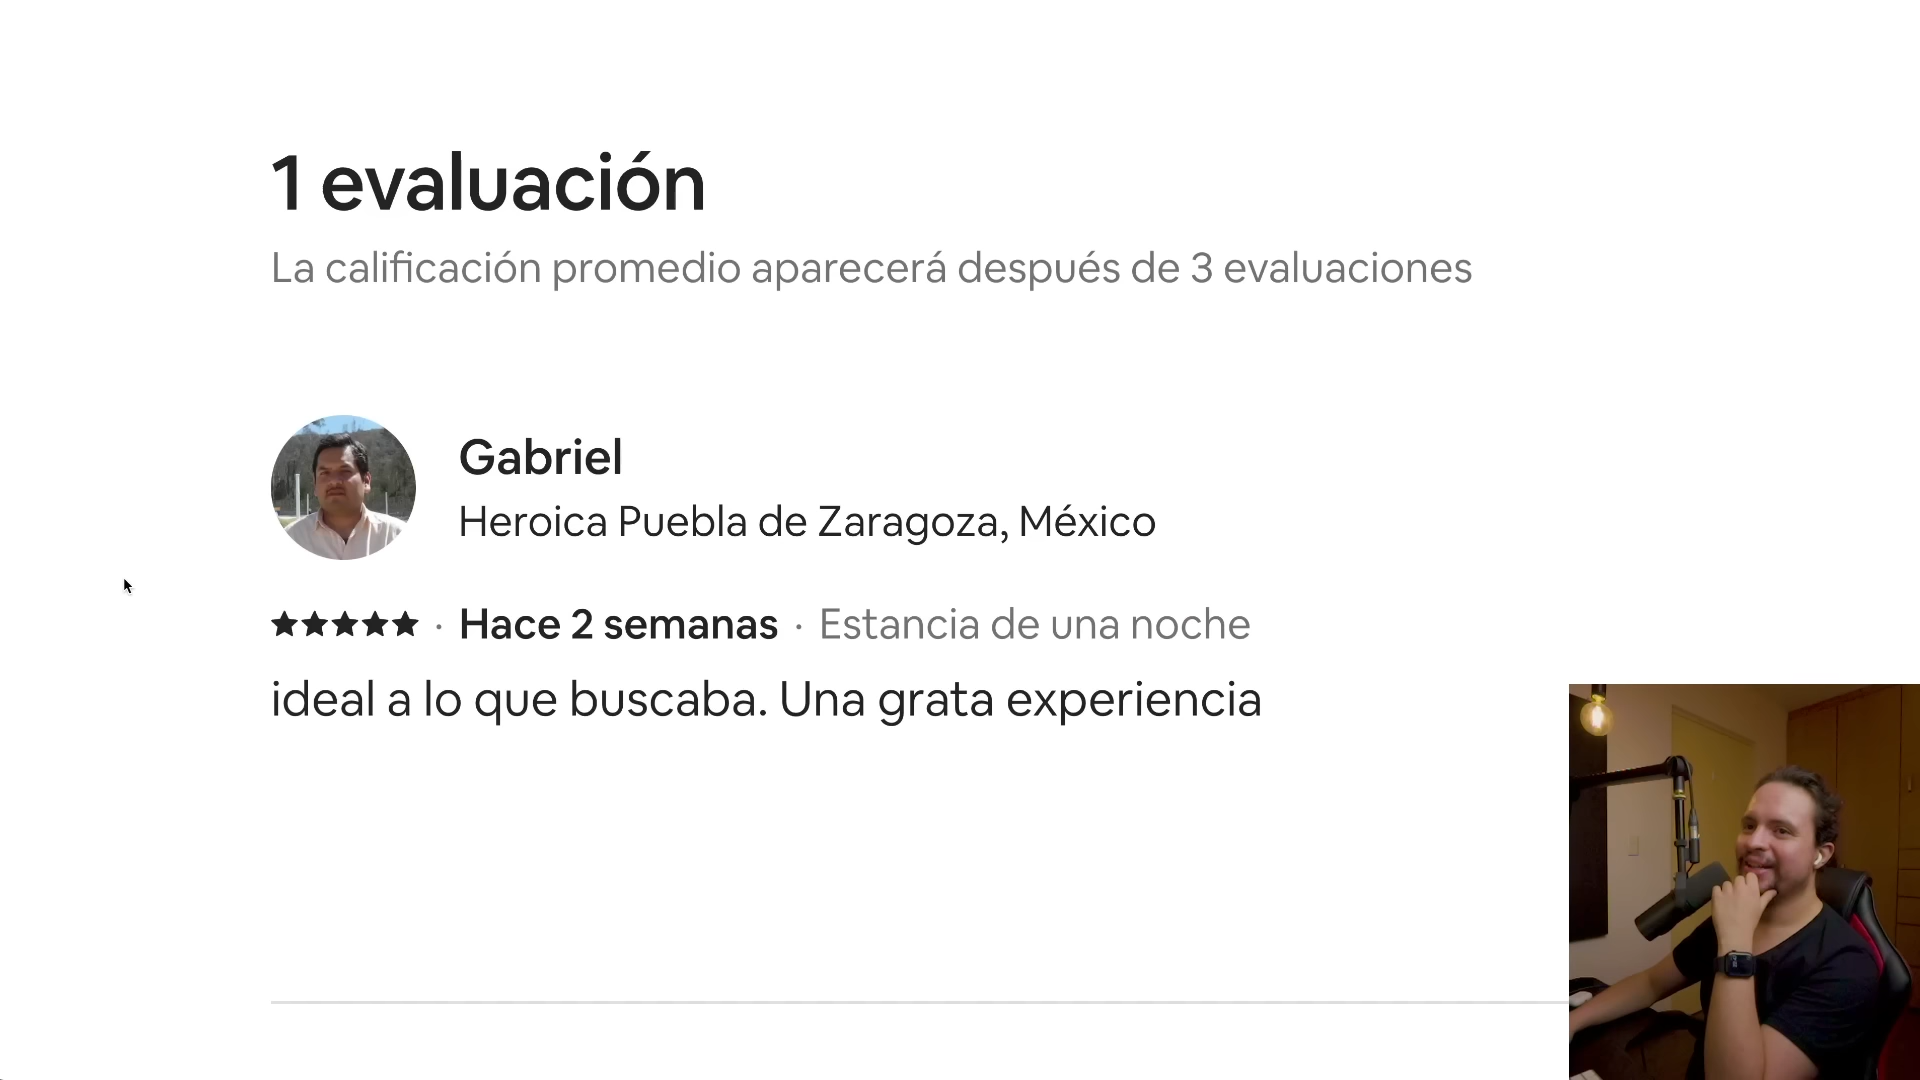 1 evaluación
La calificación promedio aparecerá después de 3 evaluaciones
Gabriel
Heroica Puebla de Zaragoza, México
★★★★★ · Hace 2 semanas · Estancia de una noche
ideal a lo que buscaba. Una grata experiencia